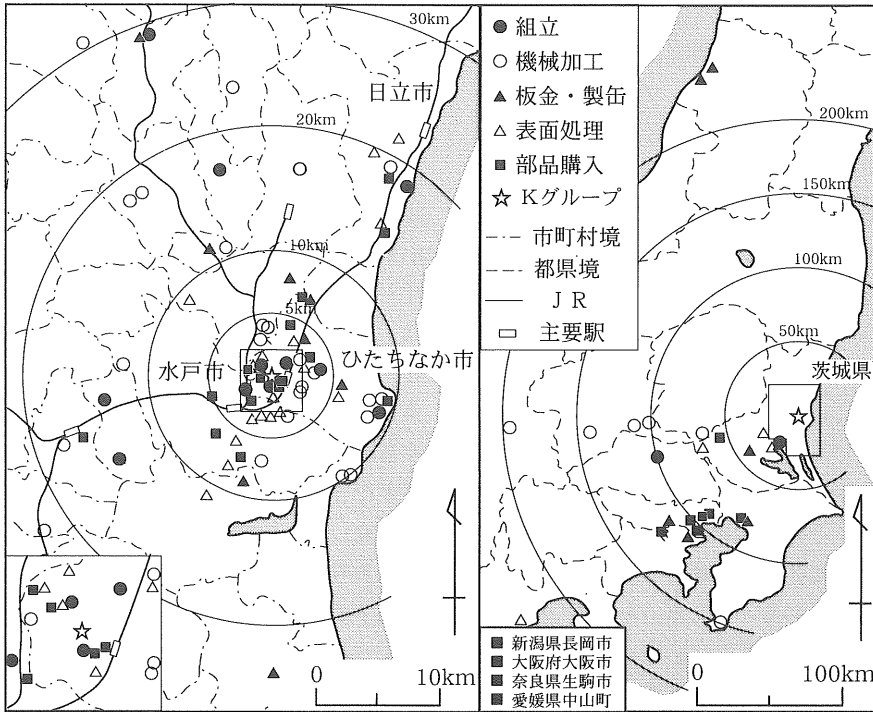 30km
日立市
20km
10km
5km
水戸市
ひたちなか市
0
10km
組立
機械加工
板金・製缶
表面処理
部品購入
Kグループ
市町村境
都県境
JR
主要駅
200km
150km
100km
50km
茨城県
新潟県長岡市
大阪府大阪市
奈良県生駒市
愛媛県中山町
0
100km